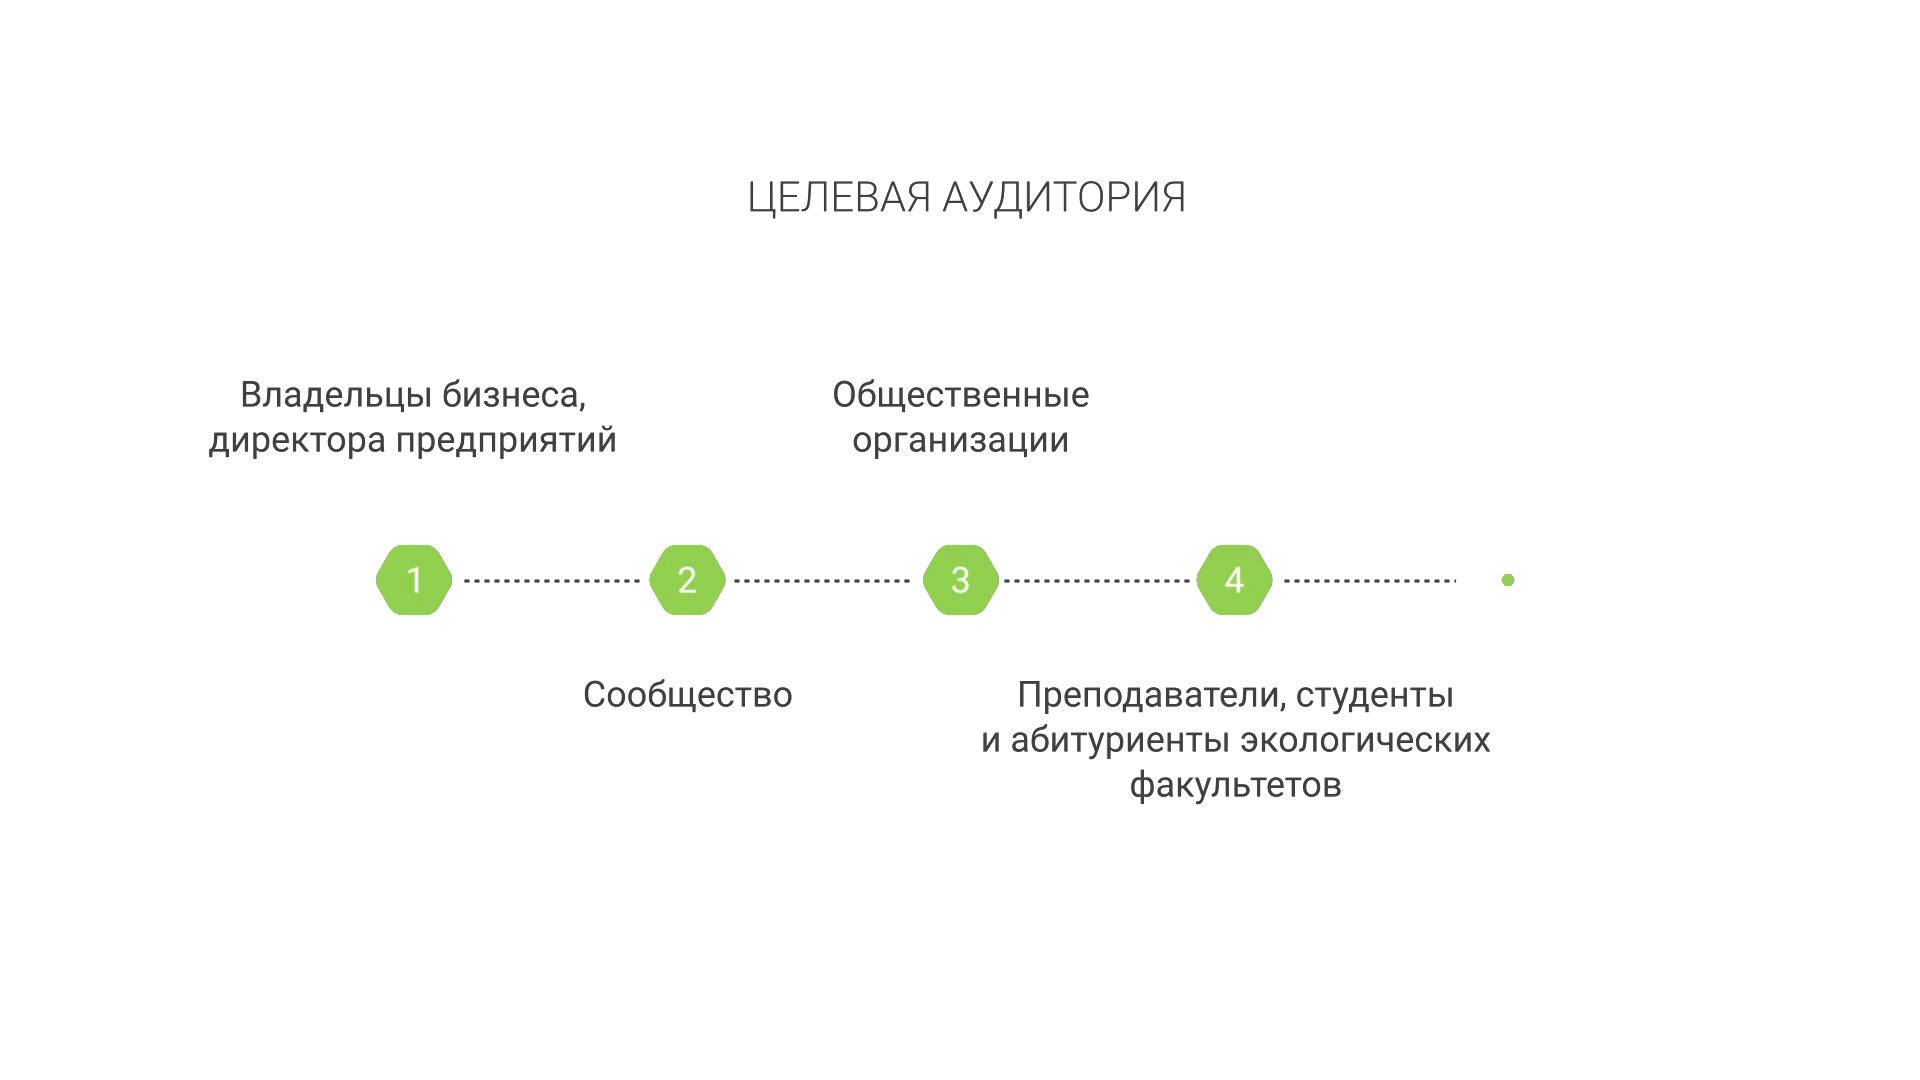 ЦЕЛЕВАЯ АУДИТОРИЯ
Владельцы бизнеса,
директора предприятий
Общественные
организации
1
2
3
4
Сообщество
Преподаватели, студенты
и абитуриенты экологических
факультетов